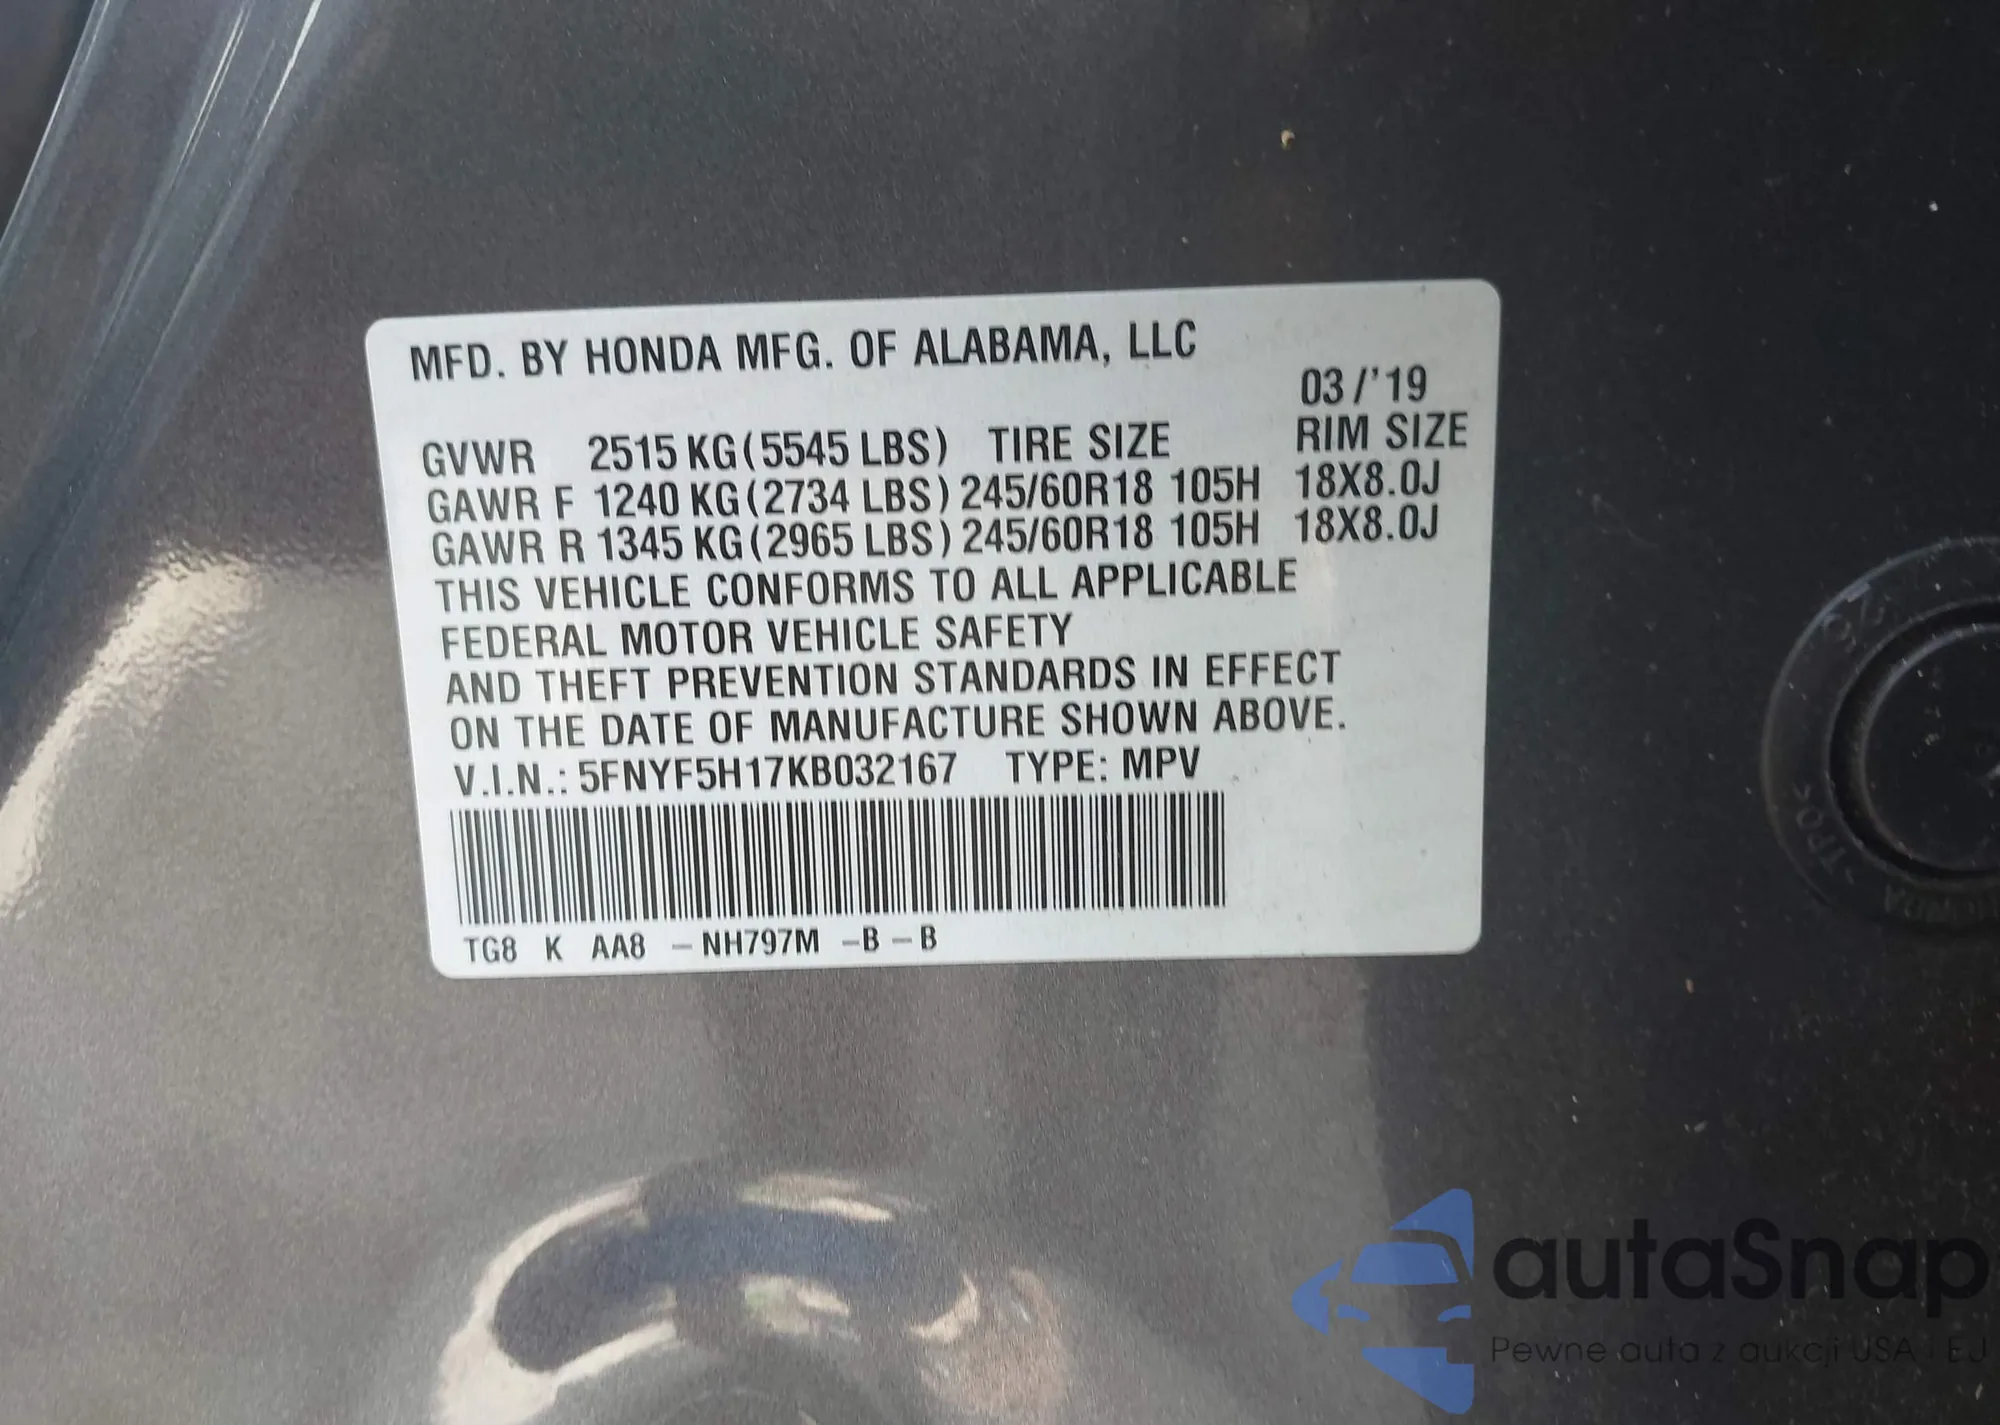 MFD. BY HONDA MFG. OF ALABAMA, LLC
03/'19
GVWR 2515 KG (5545 LBS) TIRE SIZE RIM SIZE
GAWR F 1240 KG (2734 LBS) 245/60R18 105H 18X8.0J
GAWR R 1345 KG (2965 LBS) 245/60R18 105H 18X8.0J
THIS VEHICLE CONFORMS TO ALL APPLICABLE
FEDERAL MOTOR VEHICLE SAFETY
AND THEFT PREVENTION STANDARDS IN EFFECT
ON THE DATE OF MANUFACTURE SHOWN ABOVE.
V.I.N.: 5FNYF5H17KB032167 TYPE: MPV
TG8 K AA8 - NH797M - B - B
HONDA
autaSnap
Pewne auta z aukcji USA i EJ